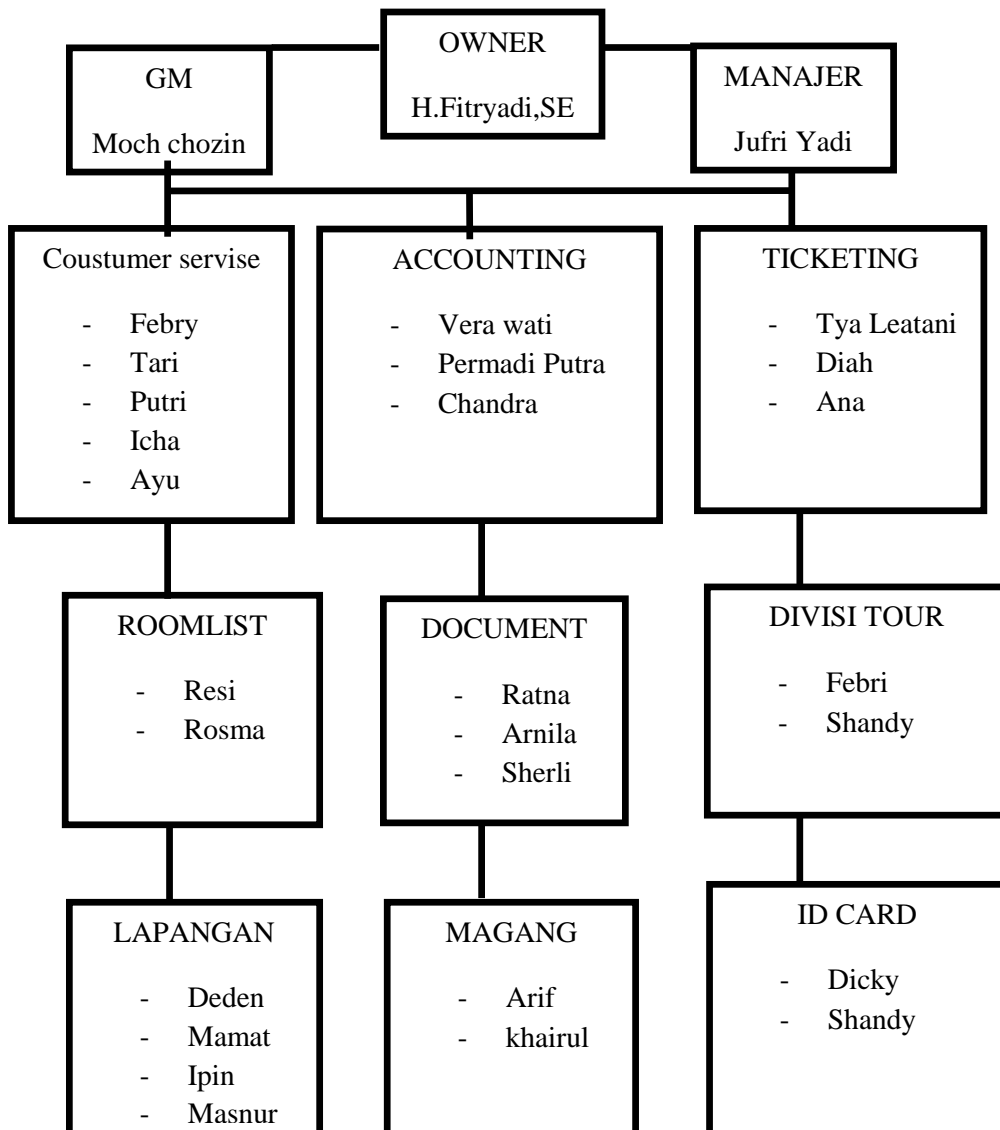 OWNER
H.Fitryadi,SE
GM
Moch chozin
MANAJER
Jufri Yadi
Coustumer servise
- Febry
- Tari
- Putri
- Icha
- Ayu
ACCOUNTING
- Vera wati
- Permadi Putra
- Chandra
TICKETING
- Tya Leatani
- Diah
- Ana
ROOMLIST
- Resi
- Rosma
DOCUMENT
- Ratna
- Arnila
- Sherli
DIVISI TOUR
- Febri
- Shandy
LAPANGAN
- Deden
- Mamat
- Ipin
- Masnur
MAGANG
- Arif
- khairul
ID CARD
- Dicky
- Shandy